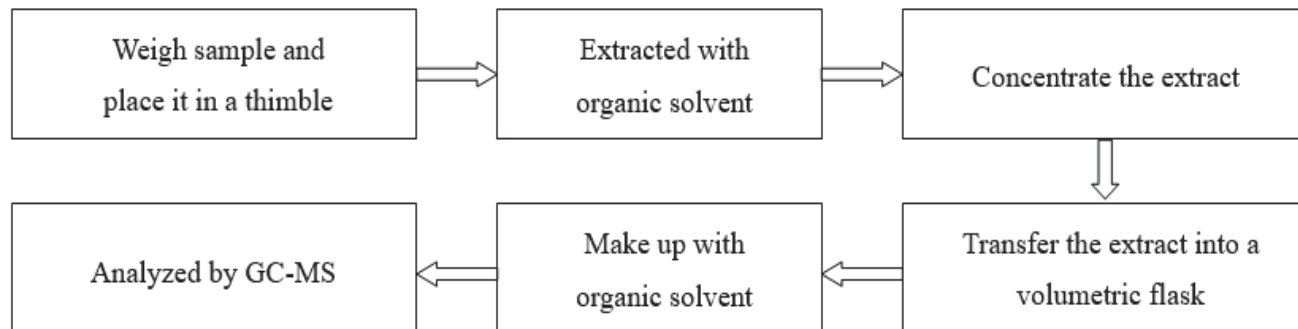 Weigh sample and
place it in a thimble
Extracted with
organic solvent
Concentrate the extract
Transfer the extract into a
volumetric flask
Make up with
organic solvent
Analyzed by GC-MS